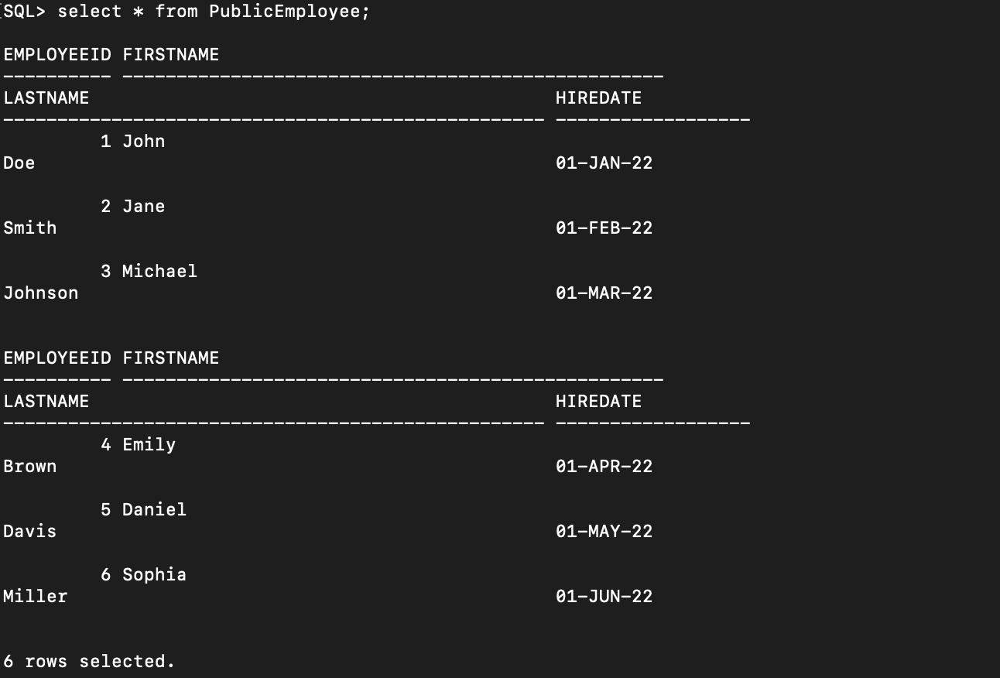 SQL> select * from PublicEmployee;
EMPLOYEEID FIRSTNAME
---------- --------------------------------------------------
LASTNAME                                           HIREDATE
-------------------------------------------------- ------------------
         1 John
Doe                                                01-JAN-22
         2 Jane
Smith                                              01-FEB-22
         3 Michael
Johnson                                            01-MAR-22
EMPLOYEEID FIRSTNAME
---------- --------------------------------------------------
LASTNAME                                           HIREDATE
-------------------------------------------------- ------------------
         4 Emily
Brown                                              01-APR-22
         5 Daniel
Davis                                              01-MAY-22
         6 Sophia
Miller                                             01-JUN-22
6 rows selected.